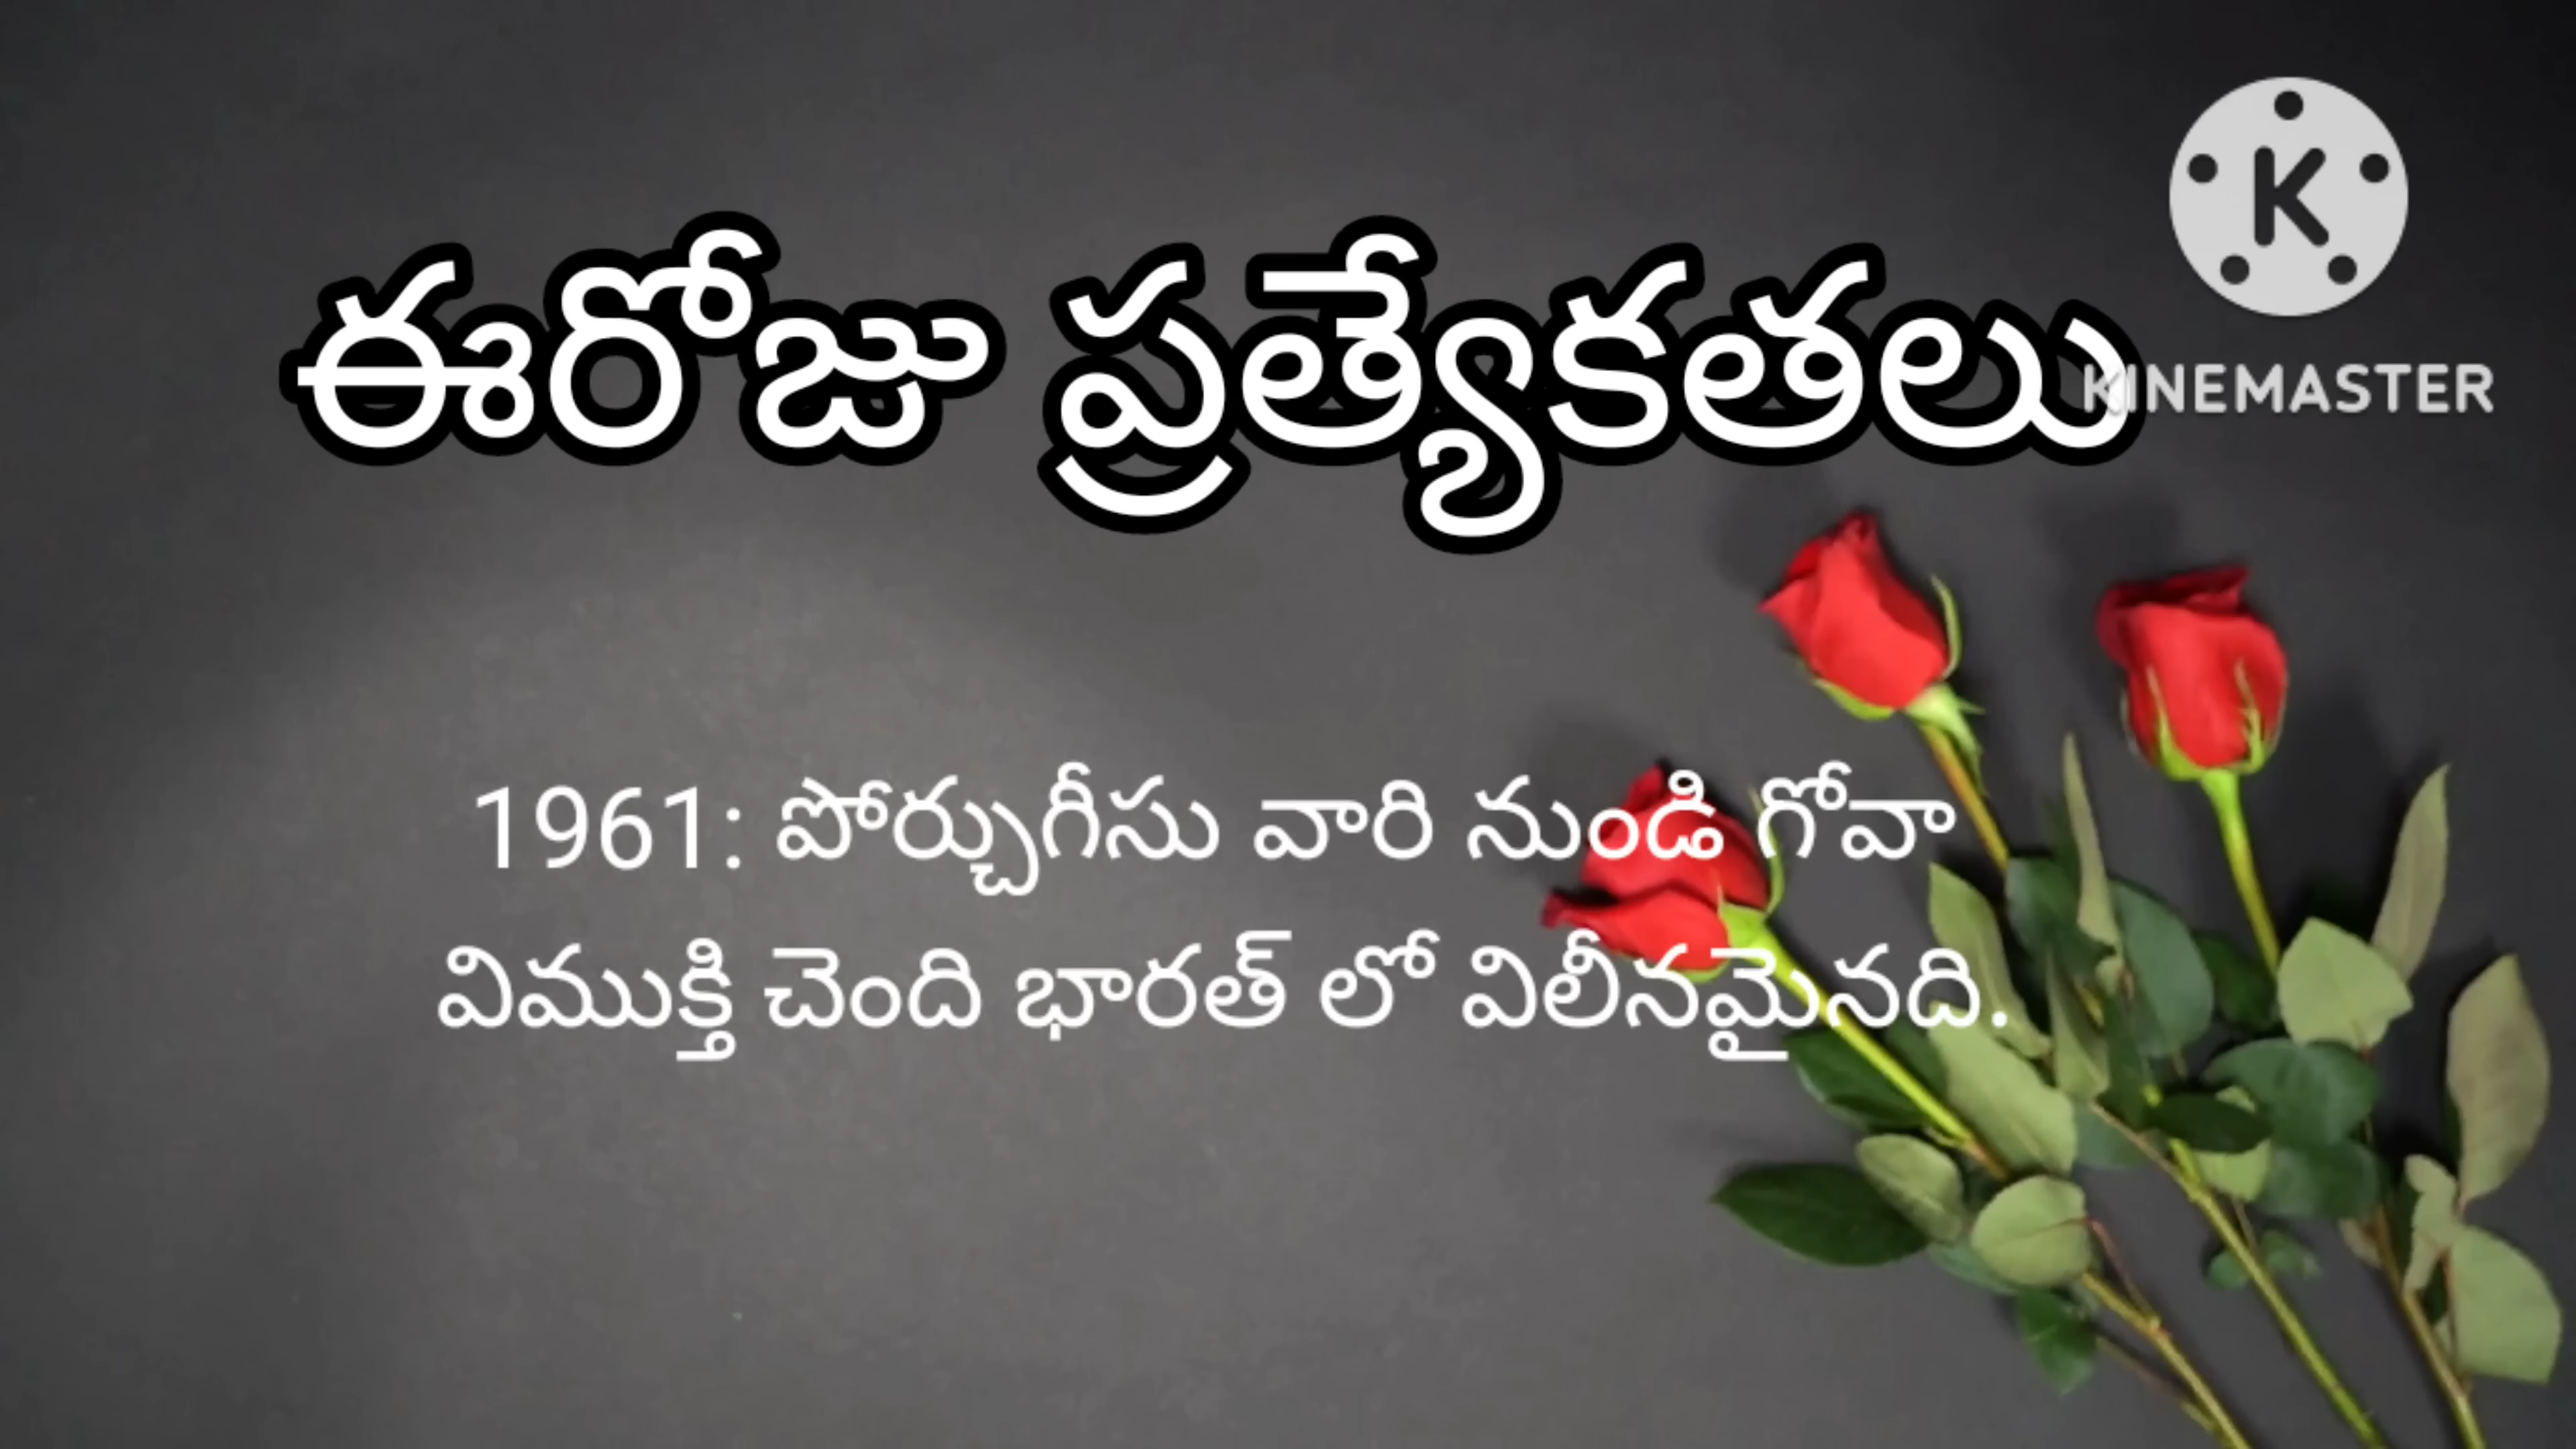 ఈరోజు ప్రత్యేకతలు
KINEMASTER
1961: పోర్చుగీసు వారి నుండి గోవా
విముక్తి చెంది భారత్ లో విలీనమైనది.